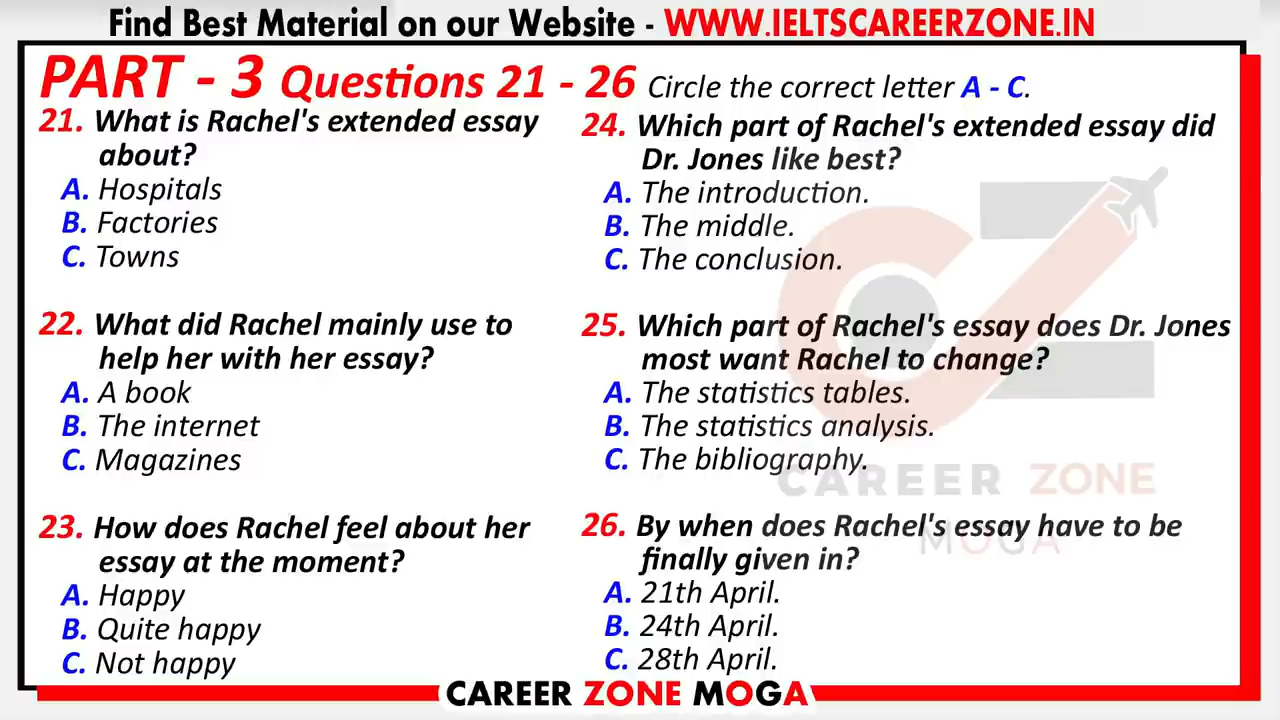 Find Best Material on our Website - WWW.IELTSCAREERZONE.IN
PART - 3 Questions 21 - 26 Circle the correct letter A - C.
21. What is Rachel's extended essay
about?
A. Hospitals
B. Factories
C. Towns
22. What did Rachel mainly use to
help her with her essay?
A. A book
B. The internet
C. Magazines
23. How does Rachel feel about her
essay at the moment?
A. Happy
B. Quite happy
C. Not happy
24. Which part of Rachel's extended essay did
Dr. Jones like best?
A. The introduction.
B. The middle.
C. The conclusion.
25. Which part of Rachel's essay does Dr. Jones
most want Rachel to change?
A. The statistics tables.
B. The statistics analysis.
C. The bibliography.
26. By when does Rachel's essay have to be
finally given in?
A. 21th April.
B. 24th April.
C. 28th April.
CAREER ZONE
MOGA
CAREER ZONE MOGA